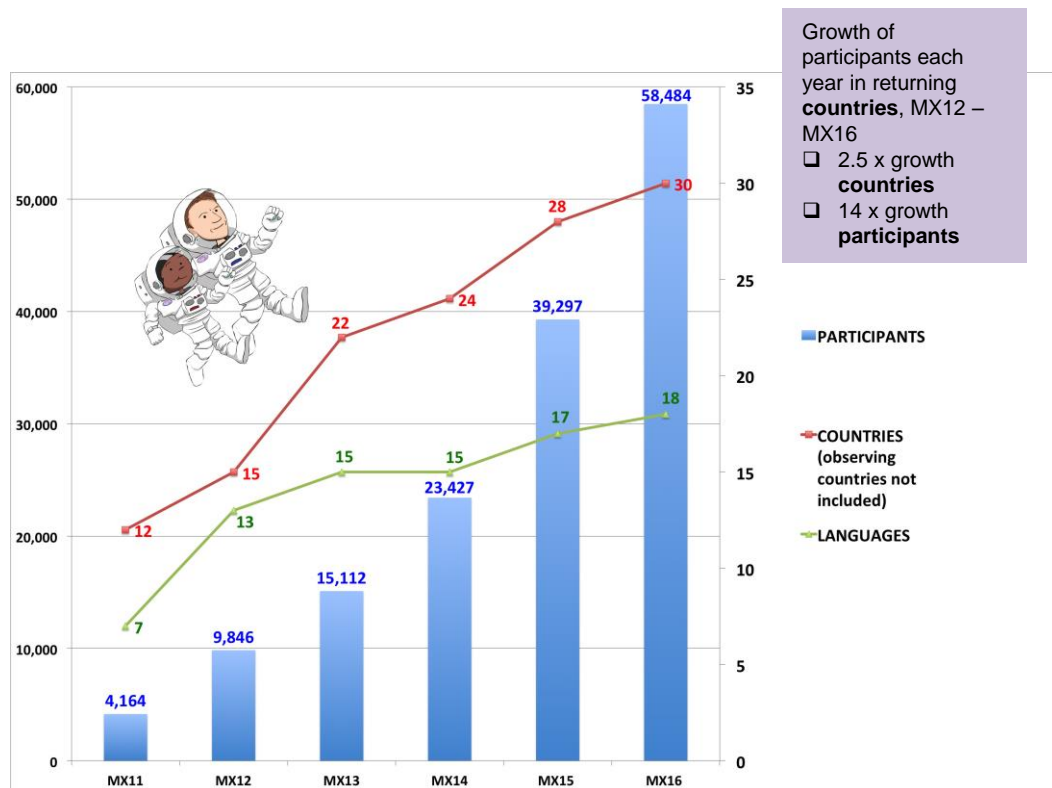 Growth of
participants each
year in returning
countries, MX12 –
MX16
❑ 2.5 x growth
countries
❑ 14 x growth
participants
60,000
50,000
40,000
30,000
20,000
10,000
0
35
30
25
20
15
10
5
0
4,164
9,846
15,112
23,427
39,297
58,484
12
15
22
24
28
30
7
13
15
15
17
18
MX11
MX12
MX13
MX14
MX15
MX16
PARTICIPANTS
COUNTRIES
(observing
countries not
included)
LANGUAGES